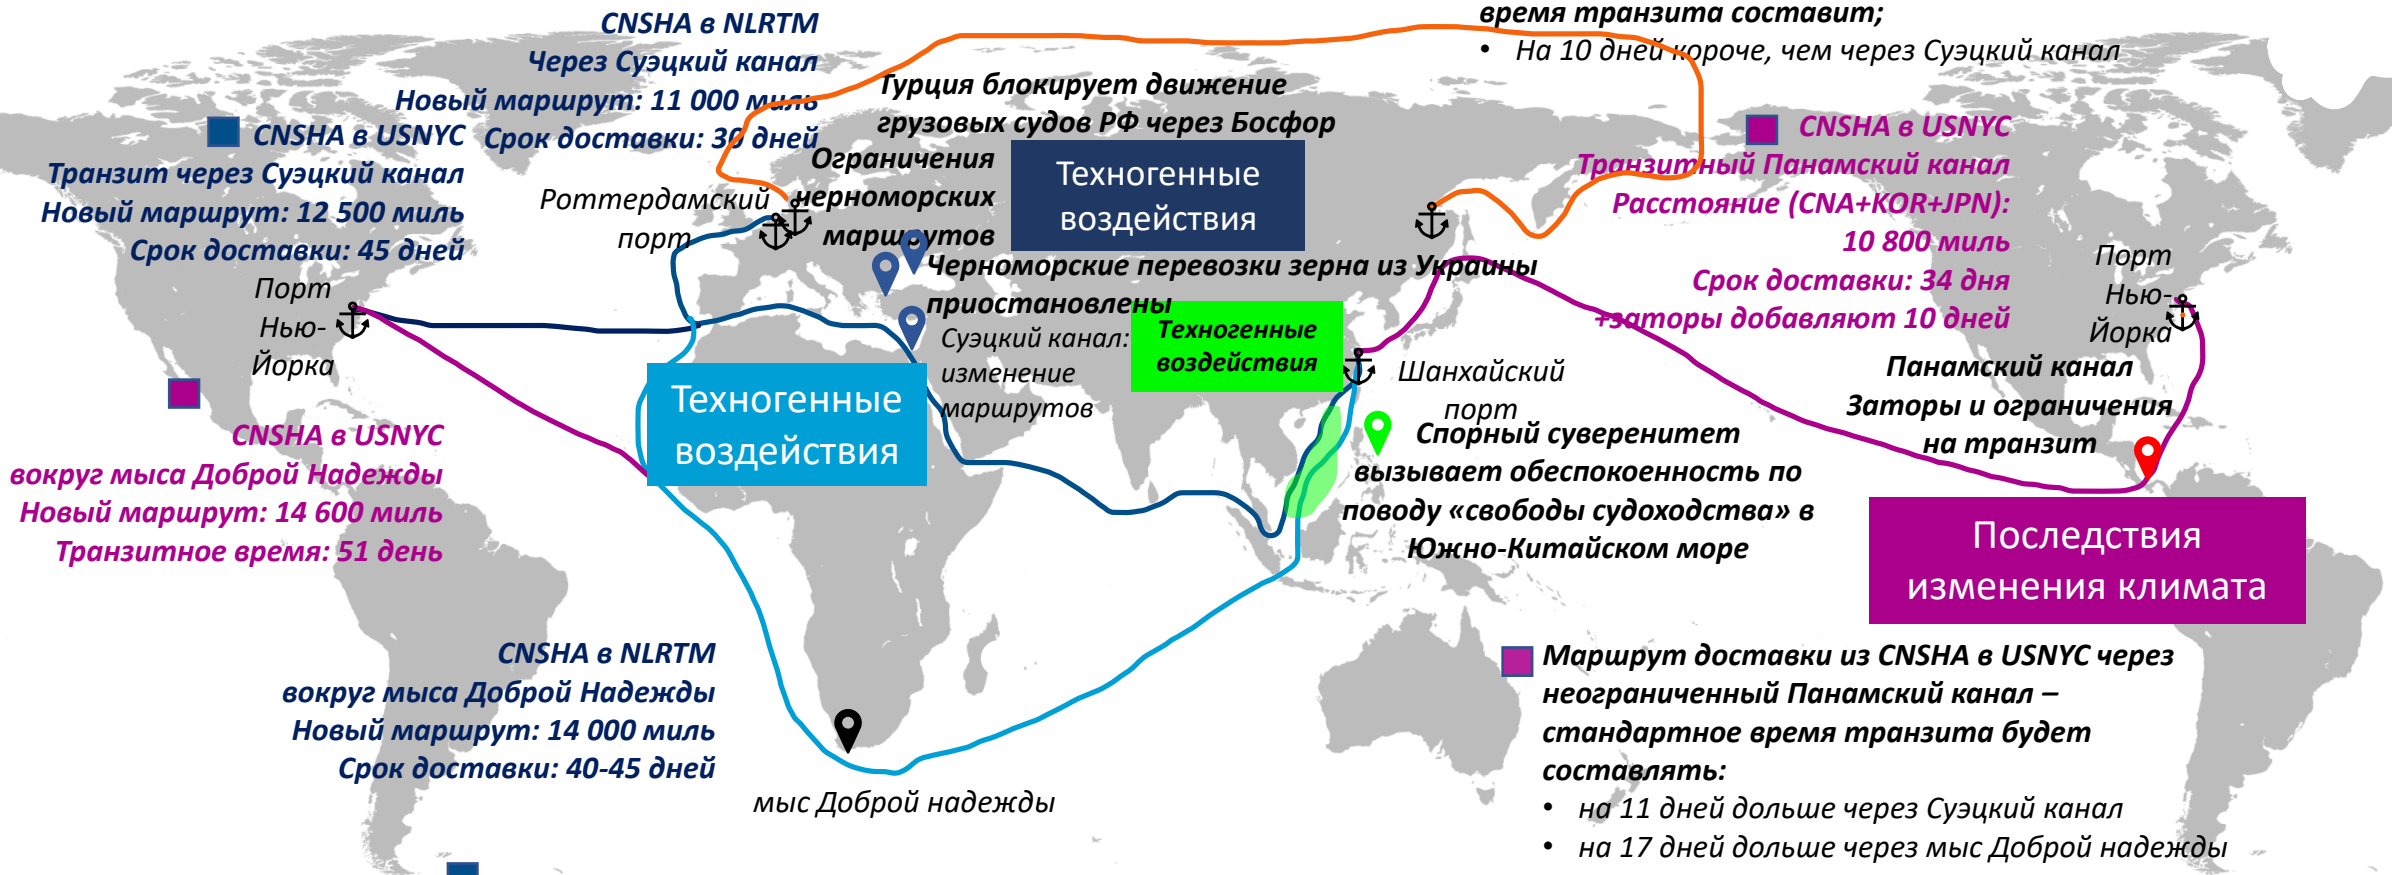 CNSHA в NLRTM
Через Суэцкий канал
Новый маршрут: 11 000 миль
Срок доставки: 30 дней
время транзита составит;
• На 10 дней короче, чем через Суэцкий канал
CNSHA в USNYC
Транзит через Суэцкий канал
Новый маршрут: 12 500 миль
Срок доставки: 45 дней
Порт
Нью-
Йорка
Турция блокирует движение
грузовых судов РФ через Босфор
Ограничения
черноморских
маршрутов
Техногенные
воздействия
Роттердамский
порт
Черноморские перевозки зерна из Украины
приостановлены
Суэцкий канал:
изменение
маршрутов
Техногенные
воздействия
CNSHA в USNYC
Транзитный Панамский канал
Расстояние (CNA+KOR+JPN):
10 800 миль
Срок доставки: 34 дня
+заторы добавляют 10 дней
Порт
Нью-
Йорка
Панамский канал
Заторы и ограничения
на транзит
Шанхайский
порт
Техногенные
воздействия
Спорный суверенитет
вызывает обеспокоенность по
поводу «свободы судоходства» в
Южно-Китайском море
CNSHA в USNYC
вокруг мыса Доброй Надежды
Новый маршрут: 14 600 миль
Транзитное время: 51 день
Последствия
изменения климата
CNSHA в NLRTM
вокруг мыса Доброй Надежды
Новый маршрут: 14 000 миль
Срок доставки: 40-45 дней
мыс Доброй надежды
Маршрут доставки из CNSHA в USNYC через
неограниченный Панамский канал –
стандартное время транзита будет
составлять:
• на 11 дней дольше через Суэцкий канал
• на 17 дней дольше через мыс Доброй надежды